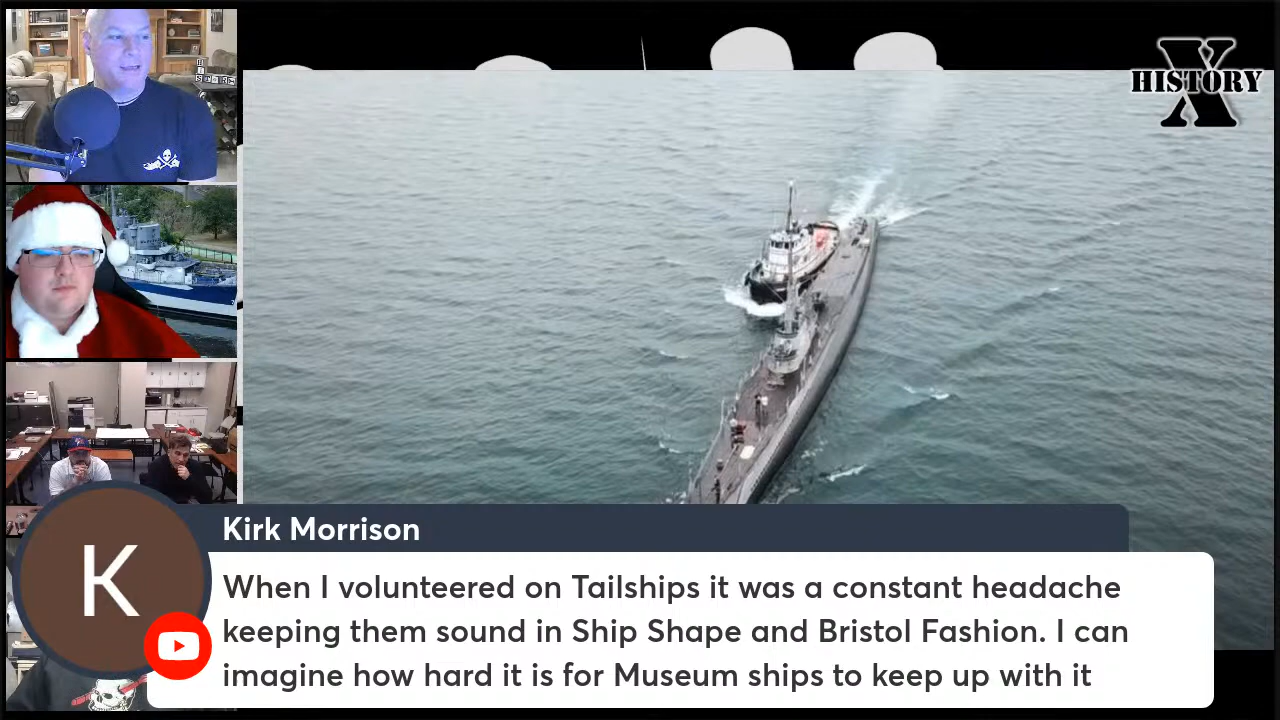 HISTORY
X
Kirk Morrison
K
When I volunteered on Tailships it was a constant headache
keeping them sound in Ship Shape and Bristol Fashion. I can
imagine how hard it is for Museum ships to keep up with it